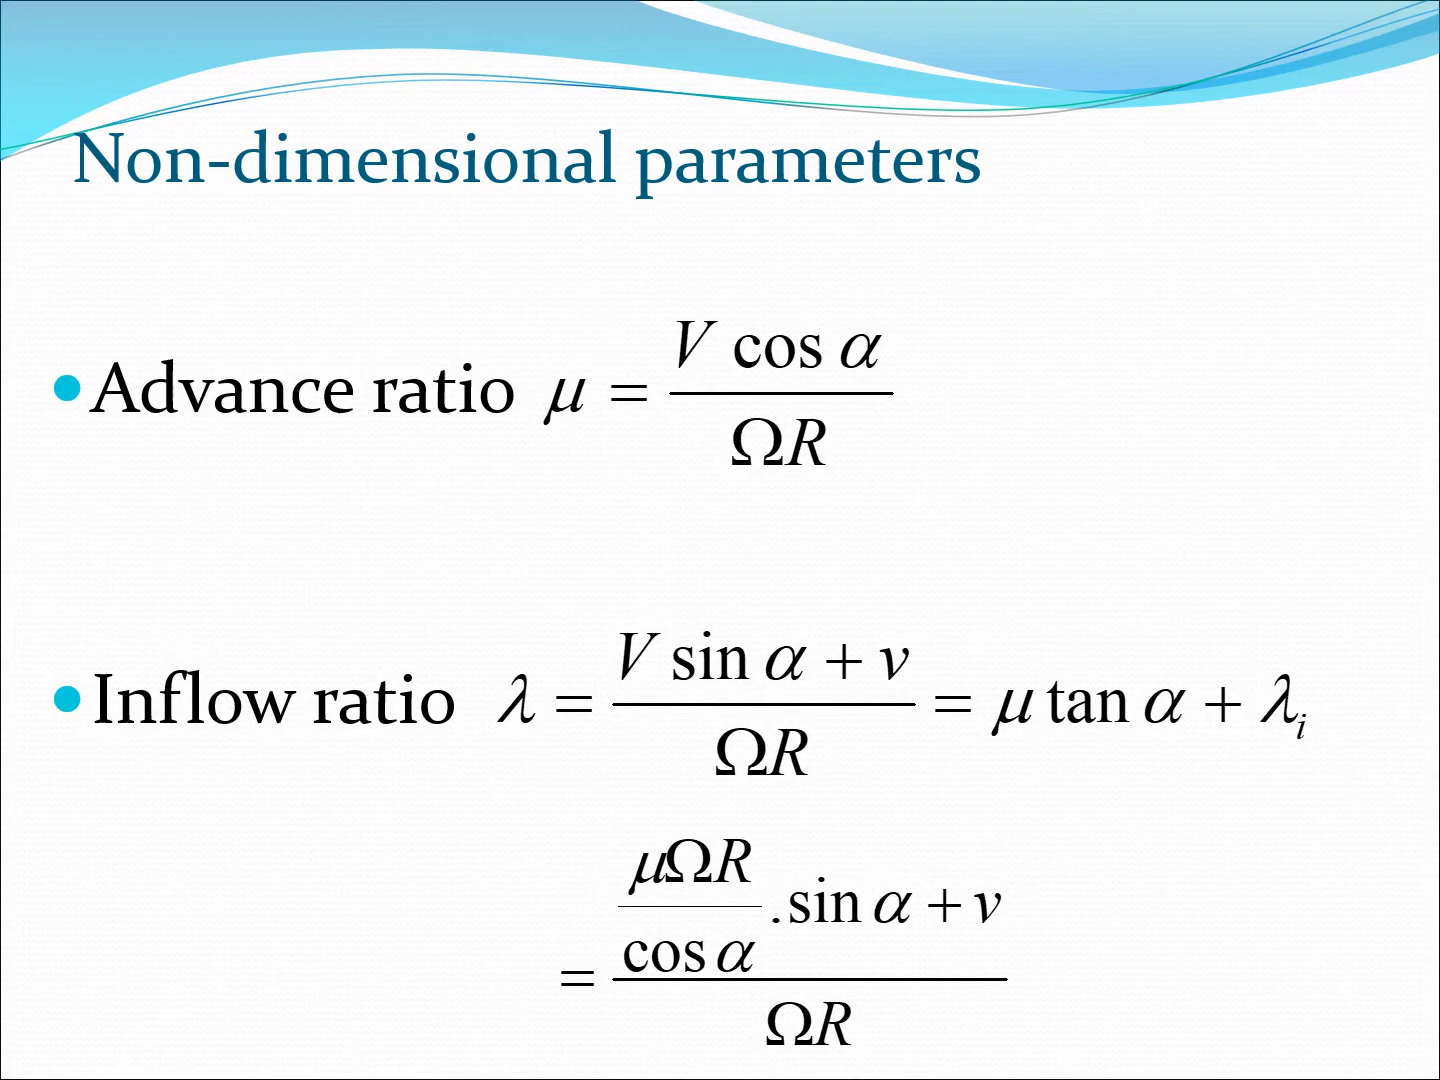 Non-dimensional parameters
• Advance ratio μ = V cos α / ΩR
• Inflow ratio λ = (V sin α + v) / ΩR = μ tan α + λᵢ
= ((μΩR / cos α) . sin α + v) / ΩR